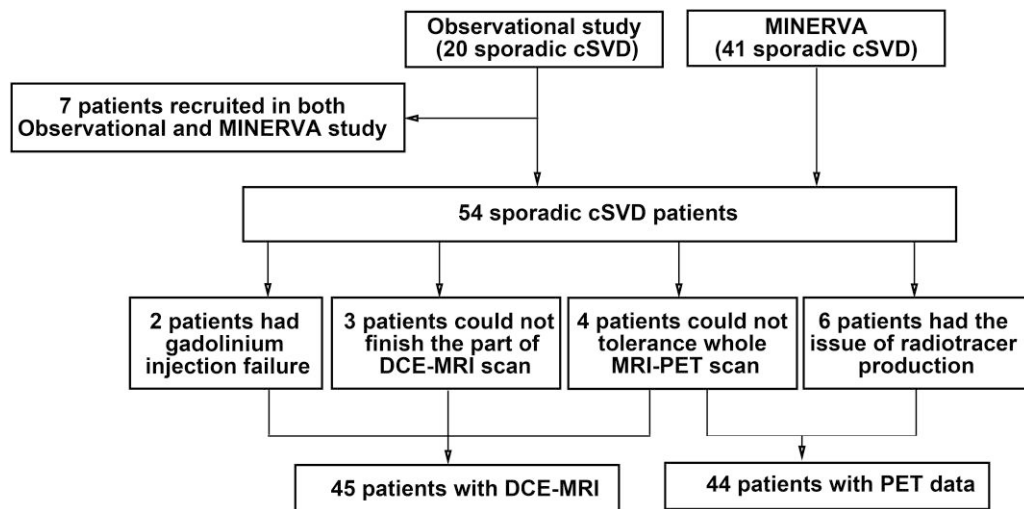 Observational study
(20 sporadic cSVD)
MINERVA
(41 sporadic cSVD)
7 patients recruited in both
Observational and MINERVA study
54 sporadic cSVD patients
2 patients had
gadolinium
injection failure
3 patients could not
finish the part of
DCE-MRI scan
4 patients could not
tolerance whole
MRI-PET scan
6 patients had the
issue of radiotracer
production
45 patients with DCE-MRI
44 patients with PET data